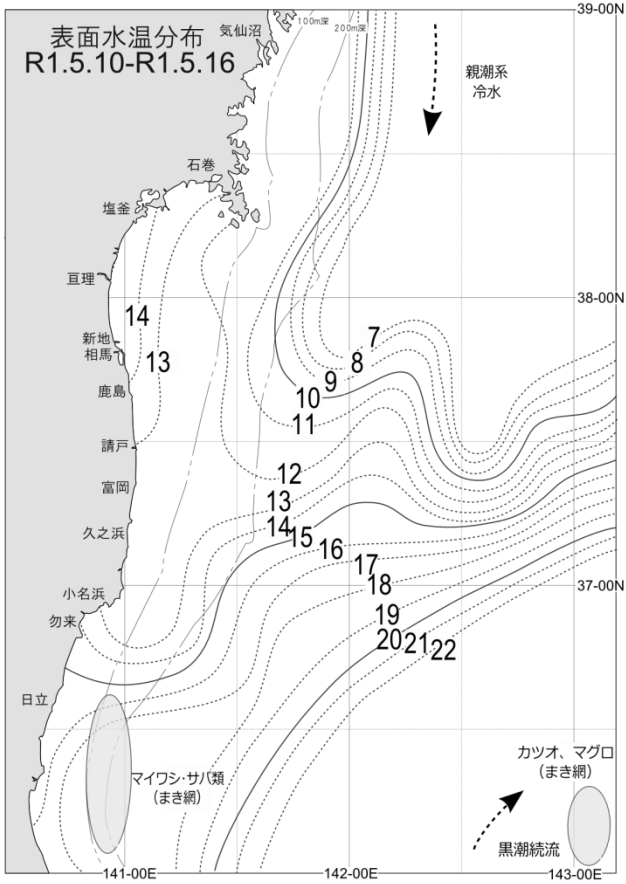 39-00N
気仙沼
100m深
200m深
表面水温分布
R1.5.10-R1.5.16
親潮系
冷水
石巻
塩釜
亘理
38-00N
14
新地
相馬
13
7
8
9
10
鹿島
11
請戸
12
富岡
13
14
15
久之浜
16
17
18
37-00N
小名浜
19
勿来
20
21
22
日立
カツオ、マグロ
(まき網)
マイワシ・サバ類
(まき網)
黒潮続流
141-00E
142-00E
143-00E